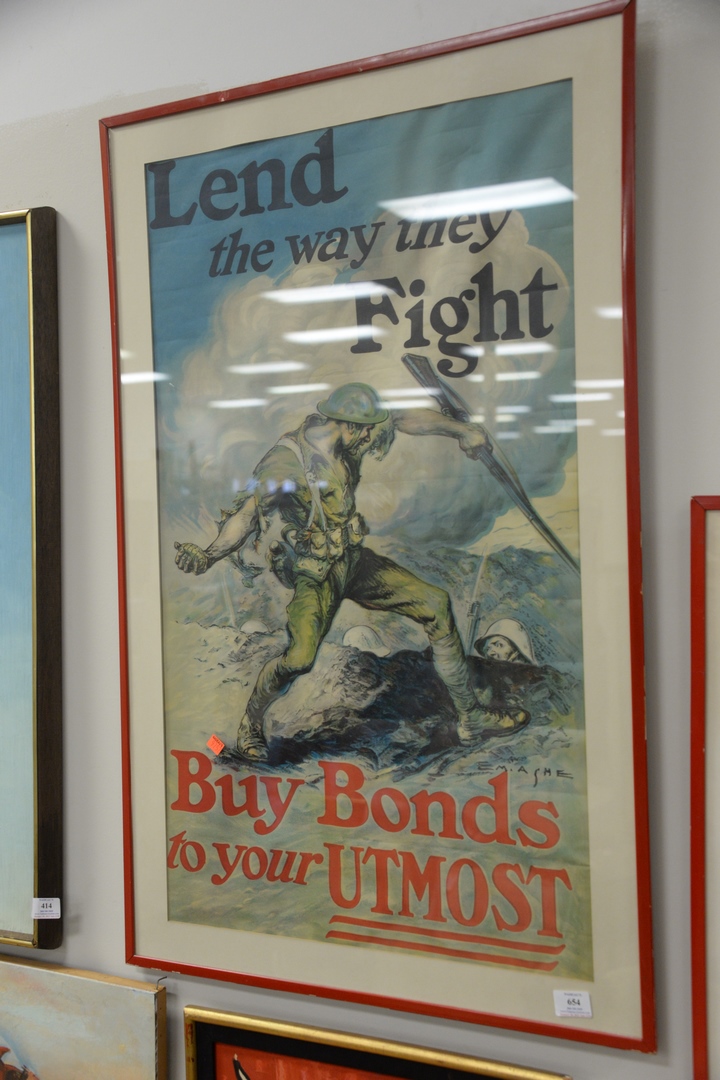 Lend
the way they
Fight
E.M. ASHE
Buy Bonds
to your UTMOST
414
654